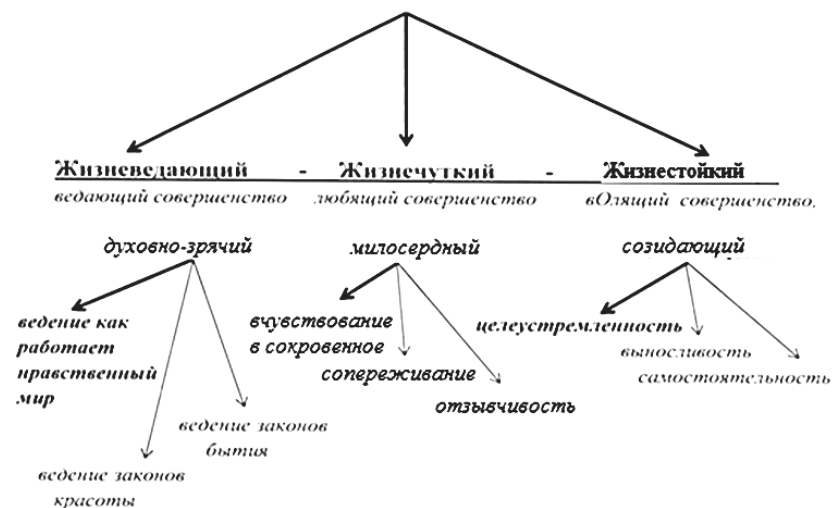 Жизневедающий - Жизнечуткий - Жизнестойкий
ведающий совершенство любящий совершенство вОлящий совершенство.
духовно-зрячий милосердный созидающий
ведение как
работает
нравственный
мир
ведение законов
красоты
ведение законов
бытия
вчувствование
в сокровенное
сопереживание
отзывчивость
целеустремленность
выносливость
самостоятельность